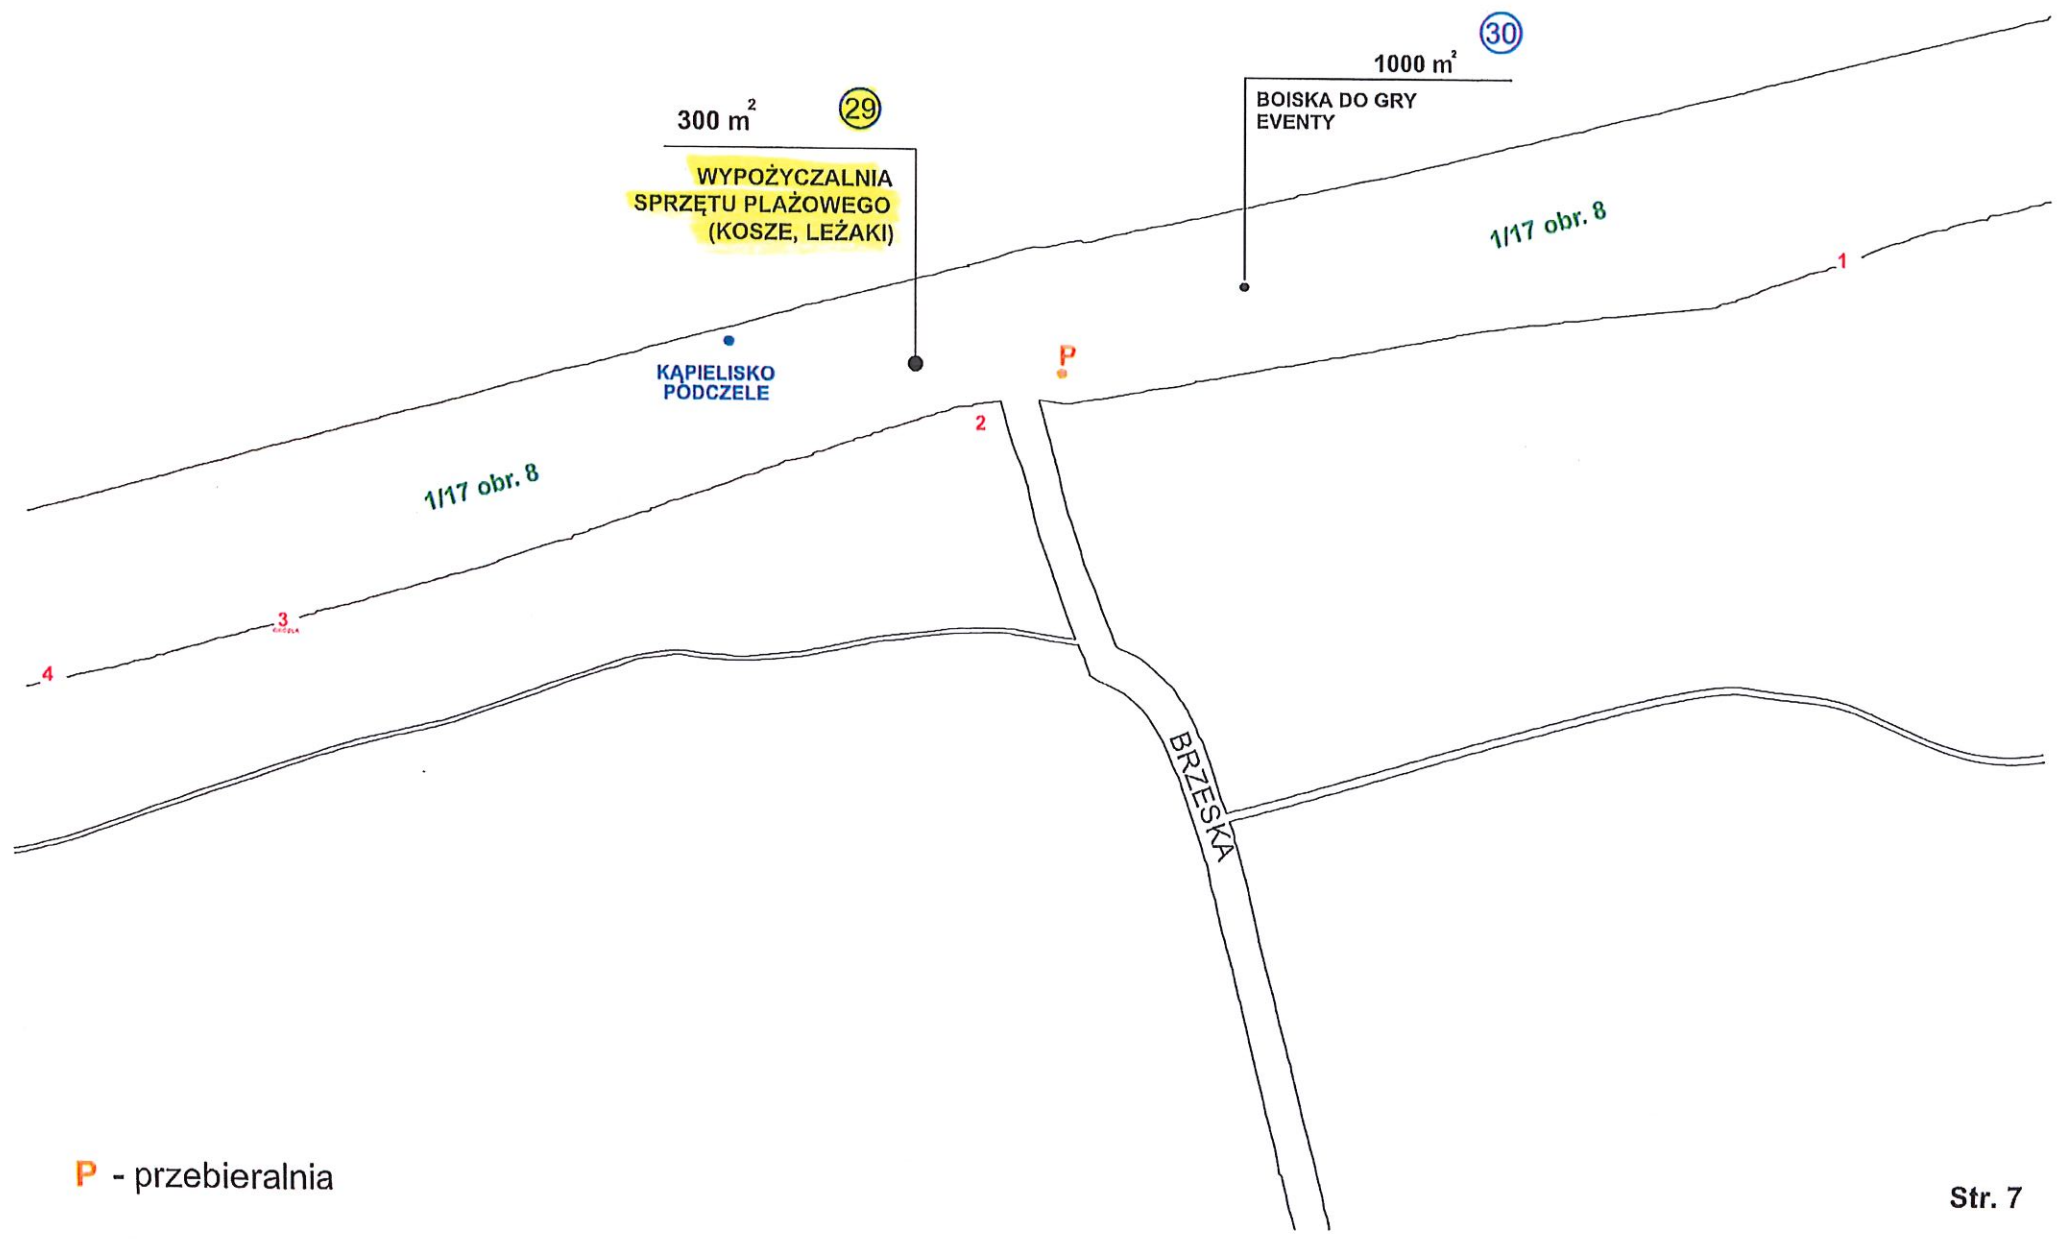 30
1000 m²
BOISKA DO GRY
EVENTY
29
300 m²
WYPOŻYCZALNIA
SPRZĘTU PLAŻOWEGO
(KOSZE, LEŻAKI)
1/17 obr. 8
1
P
KĄPIELISKO
PODCZELE
2
1/17 obr. 8
3
4
BRZESKA
P - przebieralnia
Str. 7